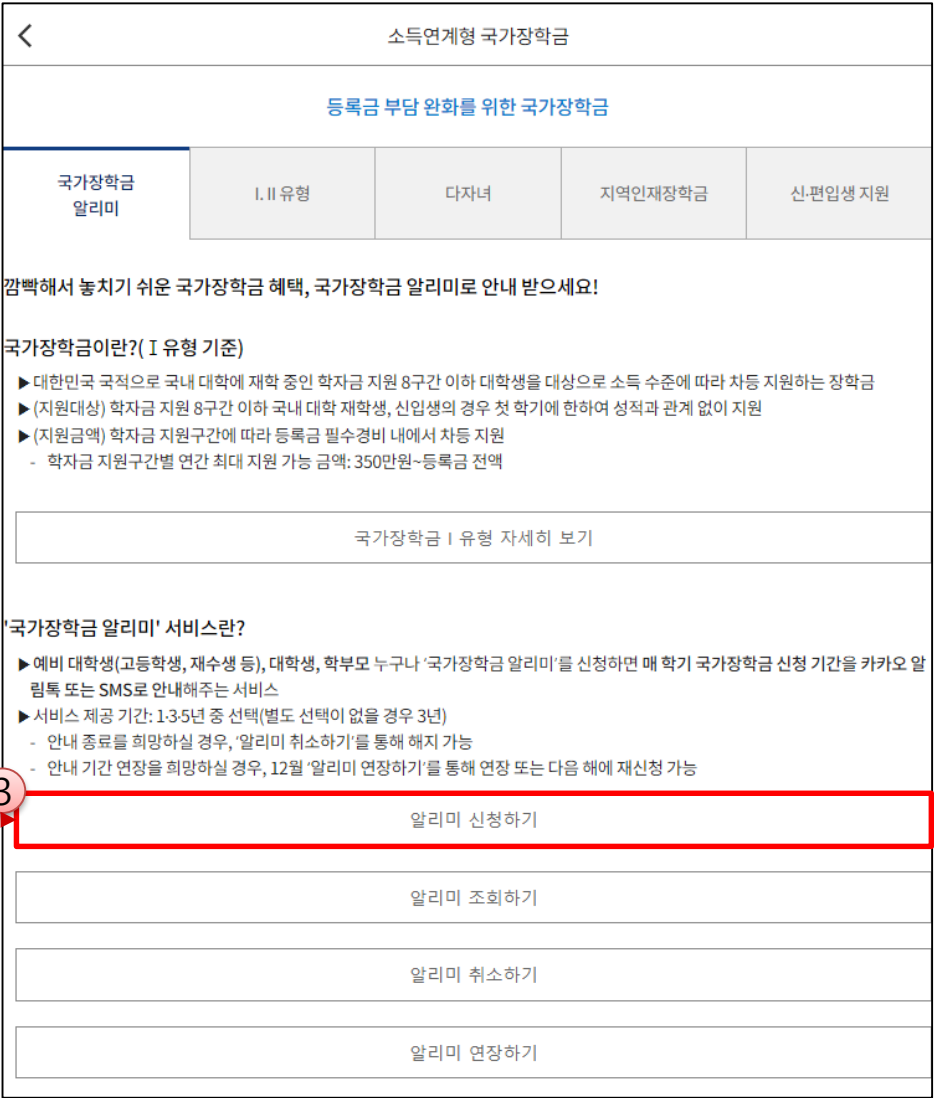 소득연계형 국가장학금
등록금 부담 완화를 위한 국가장학금
국가장학금
알리미
I. II 유형
다자녀
지역인재장학금
신·편입생 지원
깜빡해서 놓치기 쉬운 국가장학금 혜택, 국가장학금 알리미로 안내 받으세요!
국가장학금이란?( I 유형 기준)
▶ 대한민국 국적으로 국내 대학에 재학 중인 학자금 지원 8구간 이하 대학생을 대상으로 소득 수준에 따라 차등 지원하는 장학금
▶ (지원대상) 학자금 지원 8구간 이하 국내 대학 재학생, 신입생의 경우 첫 학기에 한하여 성적과 관계 없이 지원
▶ (지원금액) 학자금 지원구간에 따라 등록금 필수경비 내에서 차등 지원
- 학자금 지원구간별 연간 최대 지원 가능 금액: 350만원~등록금 전액
국가장학금 I 유형 자세히 보기
'국가장학금 알리미' 서비스란?
▶ 예비 대학생(고등학생, 재수생 등), 대학생, 학부모 누구나 '국가장학금 알리미'를 신청하면 매 학기 국가장학금 신청 기간을 카카오 알
림톡 또는 SMS로 안내해주는 서비스
▶ 서비스 제공 기간: 1·3·5년 중 선택(별도 선택이 없을 경우 3년)
- 안내 종료를 희망하실 경우, '알리미 취소하기'를 통해 해지 가능
- 안내 기간 연장을 희망하실 경우, 12월 '알리미 연장하기'를 통해 연장 또는 다음 해에 재신청 가능
3
알리미 신청하기
알리미 조회하기
알리미 취소하기
알리미 연장하기